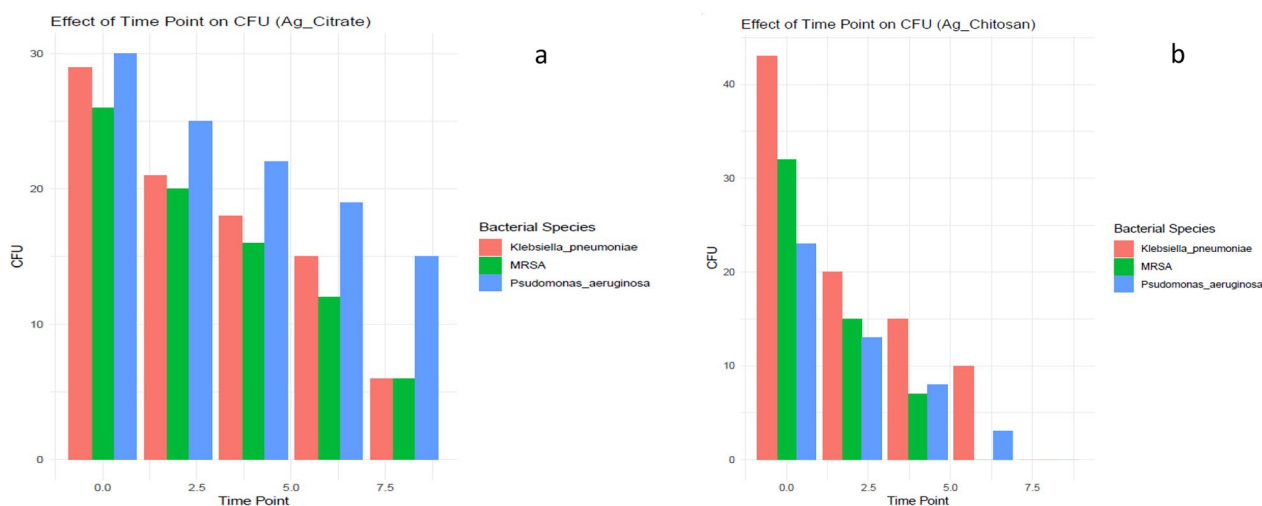 Effect of Time Point on CFU (Ag_Citrate)
a
30
20
10
0
CFU
0.0 2.5 5.0 7.5
Time Point
Bacterial Species
Klebsiella_pneumoniae
MRSA
Psudomonas_aeruginosa
Effect of Time Point on CFU (Ag_Chitosan)
b
40
30
20
10
0
CFU
0.0 2.5 5.0 7.5
Time Point
Bacterial Species
Klebsiella_pneumoniae
MRSA
Psudomonas_aeruginosa